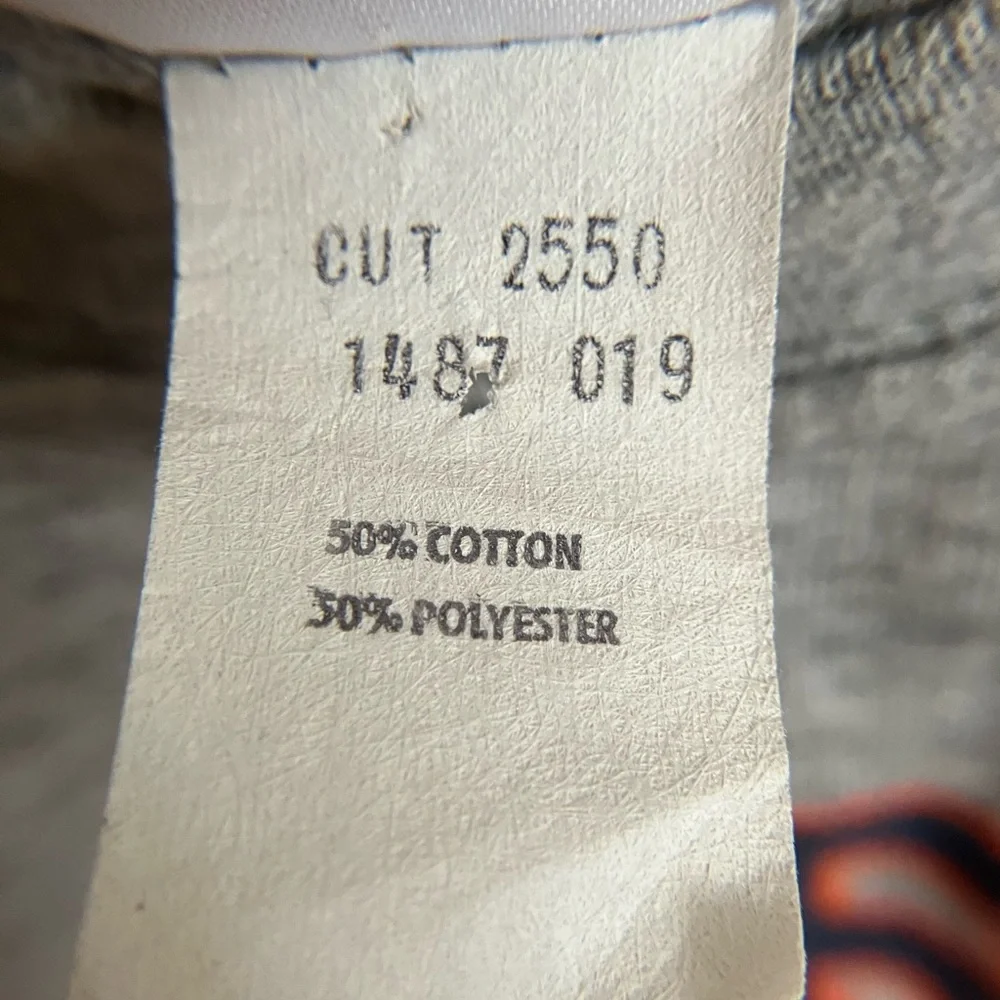 CUT 2550
1487 019
50% COTTON
50% POLYESTER